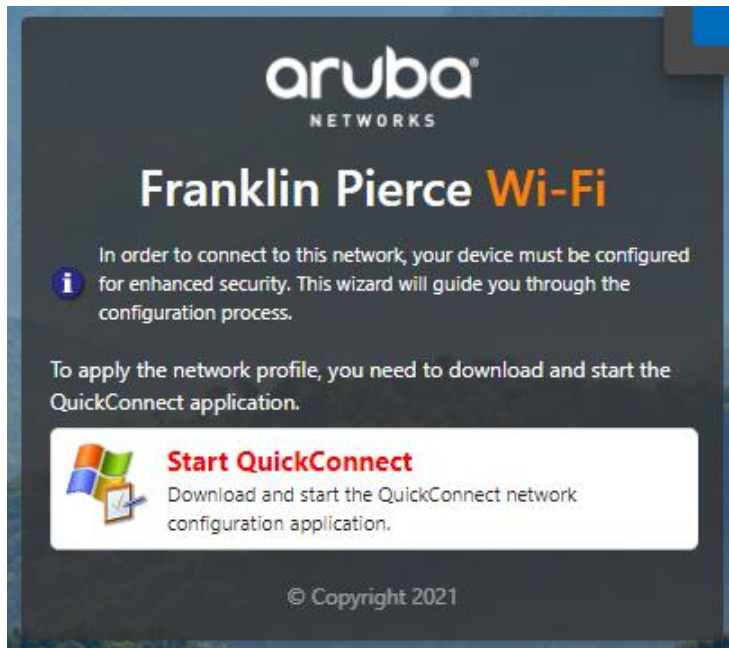 aruba
NETWORKS
Franklin Pierce Wi-Fi
In order to connect to this network, your device must be configured
for enhanced security. This wizard will guide you through the
configuration process.
To apply the network profile, you need to download and start the
QuickConnect application.
Start QuickConnect
Download and start the QuickConnect network
configuration application.
© Copyright 2021